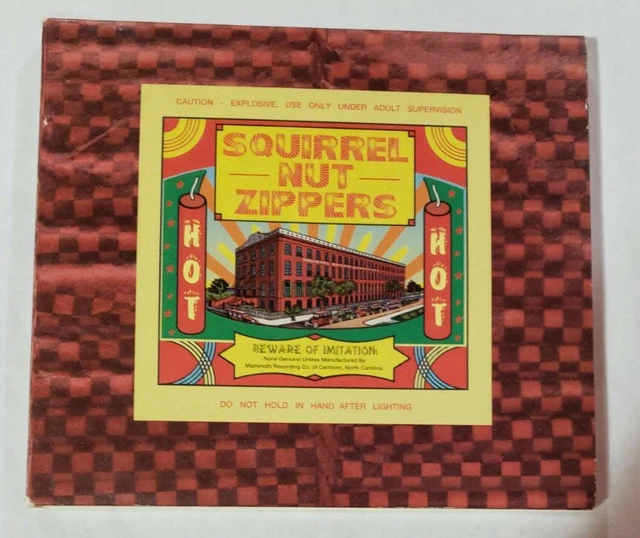 CAUTION - EXPLOSIVE. USE ONLY UNDER ADULT SUPERVISION
SQUIRREL
NUT
ZIPPERS
HOT
HOT
BEWARE OF IMITATION:
None Genuine Unless Manufactured By
Mammoth Recording Co. of Carrboro, North Carolina.
DO NOT HOLD IN HAND AFTER LIGHTING